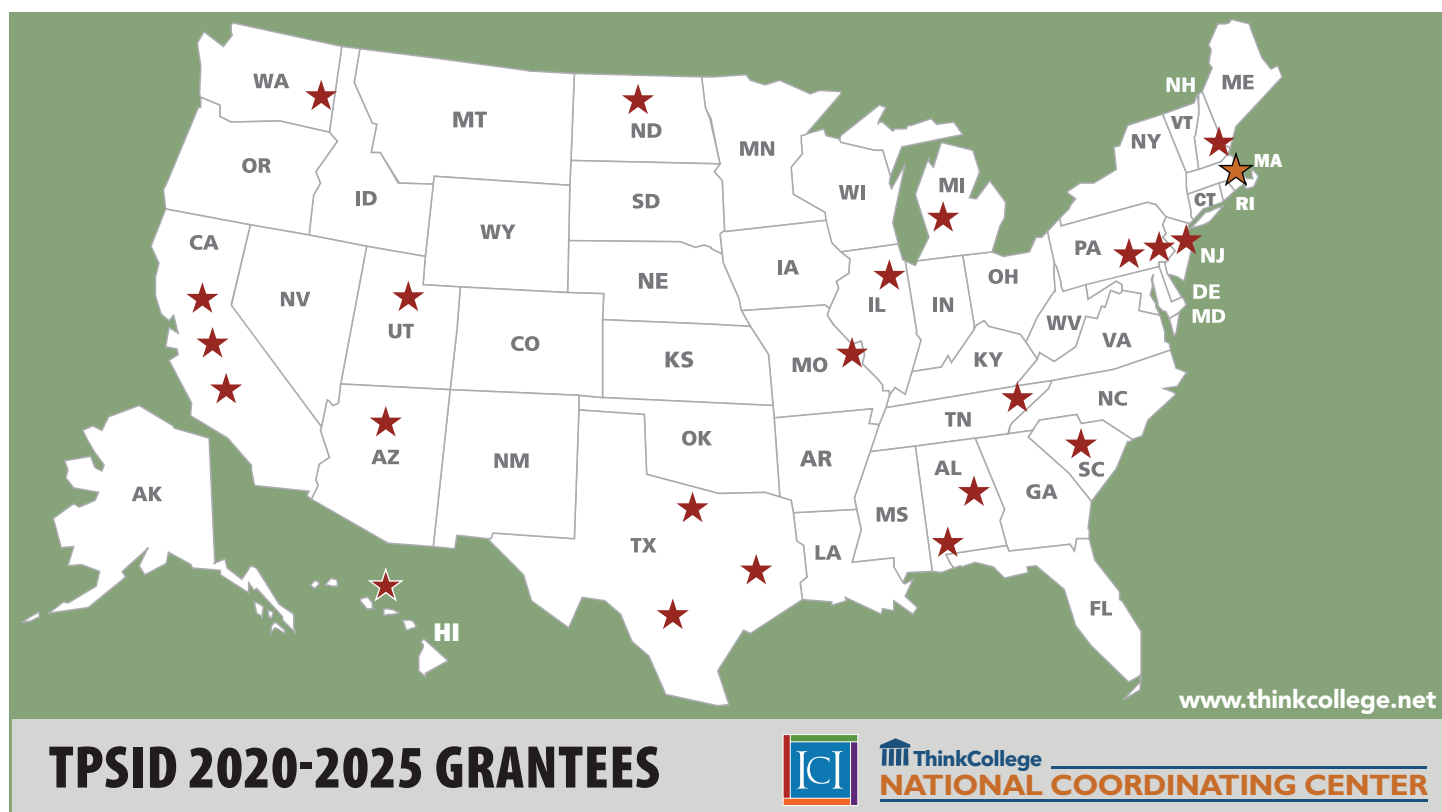 WA
MT
ND
MN
OR
ID
WY
SD
WI
MI
NH
ME
VT
NY
MA
CT
RI
CA
NV
UT
CO
NE
IA
IL
IN
OH
PA
NJ
DE
MD
WV
VA
KS
MO
KY
NC
TN
AZ
NM
OK
AR
SC
AK
TX
LA
MS
AL
GA
FL
HI
www.thinkcollege.net
TPSID 2020-2025 GRANTEES
ICI
ThinkCollege
NATIONAL COORDINATING CENTER